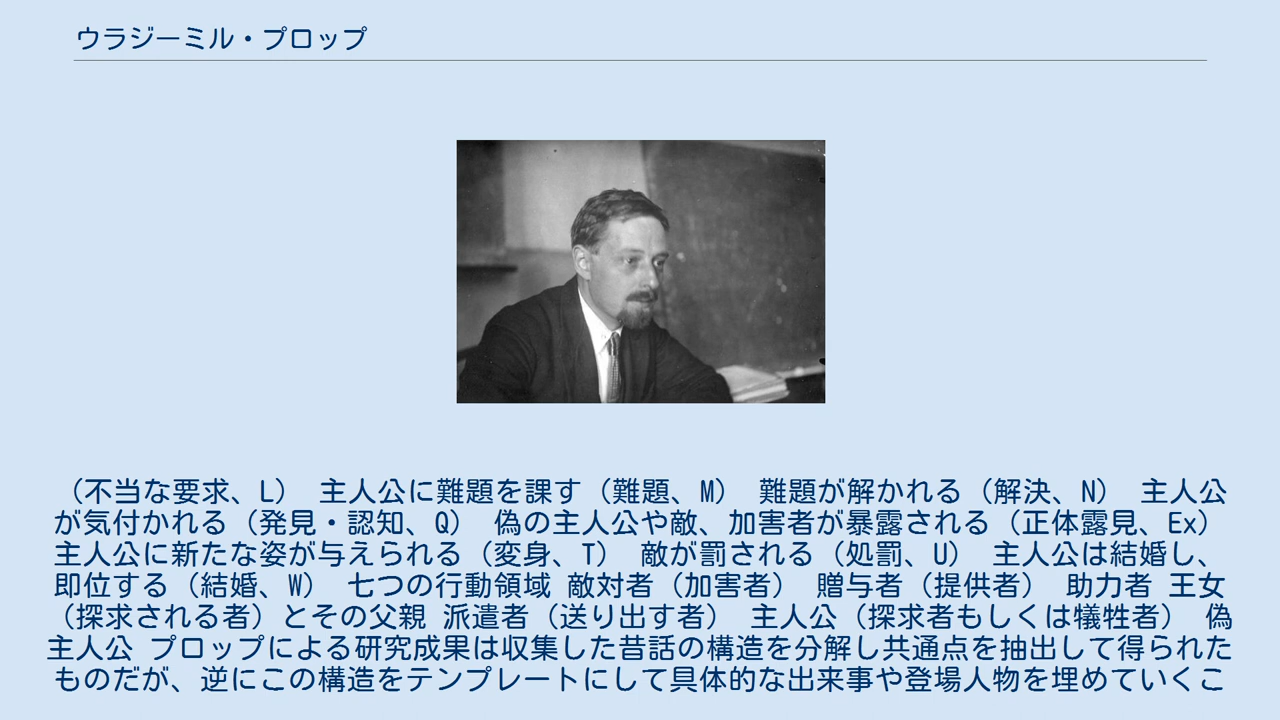 ウラジーミル・プロップ
（不当な要求、L） 主人公に難題を課す（難題、M） 難題が解かれる（解決、N） 主人公
が気付かれる（発見・認知、Q） 偽の主人公や敵、加害者が暴露される（正体露見、Ex）
主人公に新たな姿が与えられる（変身、T） 敵が罰される（処罰、U） 主人公は結婚し、
即位する（結婚、W） 七つの行動領域 敵対者（加害者） 贈与者（提供者） 助力者 王女
（探求される者）とその父親 派遣者（送り出す者） 主人公（探求者もしくは犠牲者） 偽
主人公 プロップによる研究成果は収集した昔話の構造を分解し共通点を抽出して得られた
ものだが、逆にこの構造をテンプレートにして具体的な出来事や登場人物を埋めていくこ